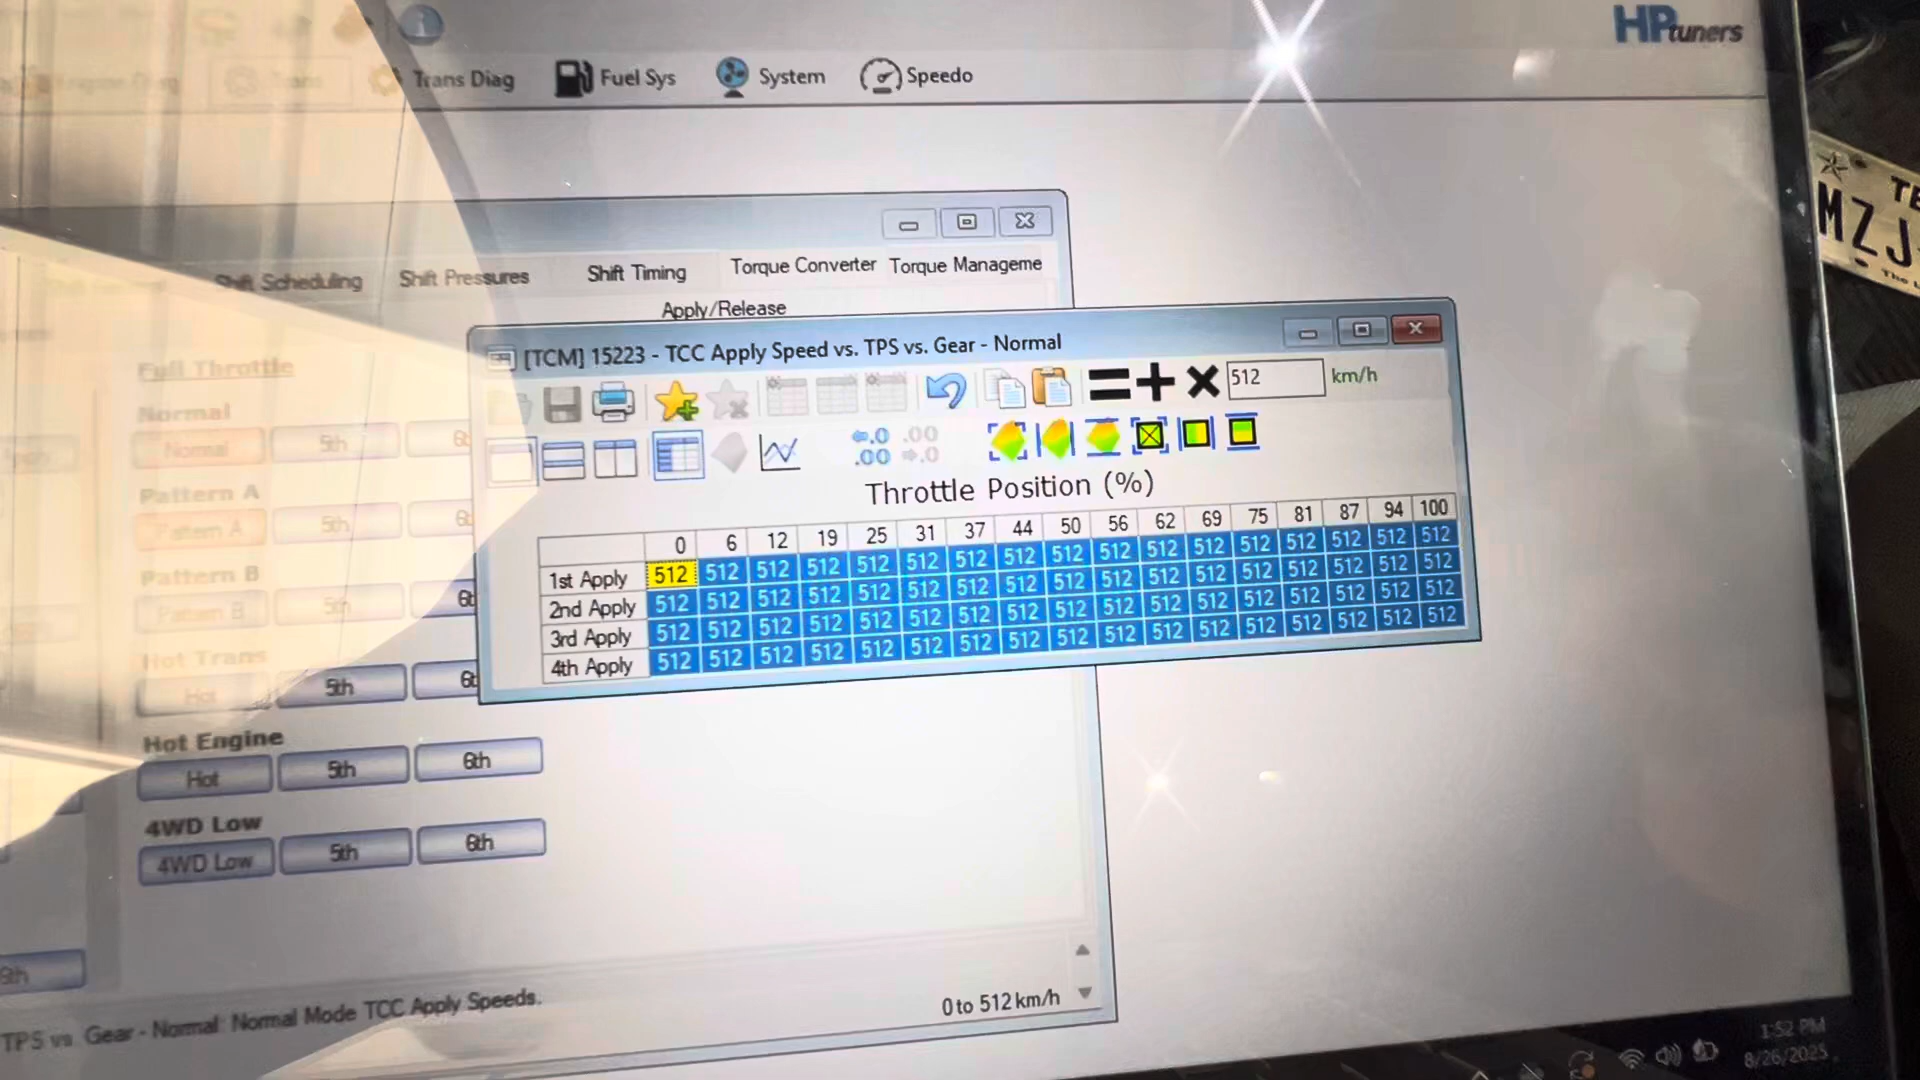 HPtuners
Trans Diag Fuel Sys System Speedo
Shift Scheduling Shift Pressures Shift Timing Torque Converter Torque Manageme
Apply/Release
[TCM] 15223 - TCC Apply Speed vs. TPS vs. Gear - Normal
512 km/h
Throttle Position (%)
0 6 12 19 25 31 37 44 50 56 62 69 75 81 87 94 100
1st Apply 512 512 512 512 512 512 512 512 512 512 512 512 512 512 512 512 512
2nd Apply 512 512 512 512 512 512 512 512 512 512 512 512 512 512 512 512 512
3rd Apply 512 512 512 512 512 512 512 512 512 512 512 512 512 512 512 512 512
4th Apply 512 512 512 512 512 512 512 512 512 512 512 512 512 512 512 512 512
Full Throttle
Normal
Normal 5th 6t
Pattern A
Pattern A 5th 6t
Pattern B
Pattern B 5th 6t
Hot Trans
Hot 5th 6t
Hot Engine
Hot 5th 6th
4WD Low
4WD Low 5th 6th
TPS vs Gear - Normal: Normal Mode TCC Apply Speeds.
0 to 512 km/h
1:52 PM
8/26/2025
TE
MZJ